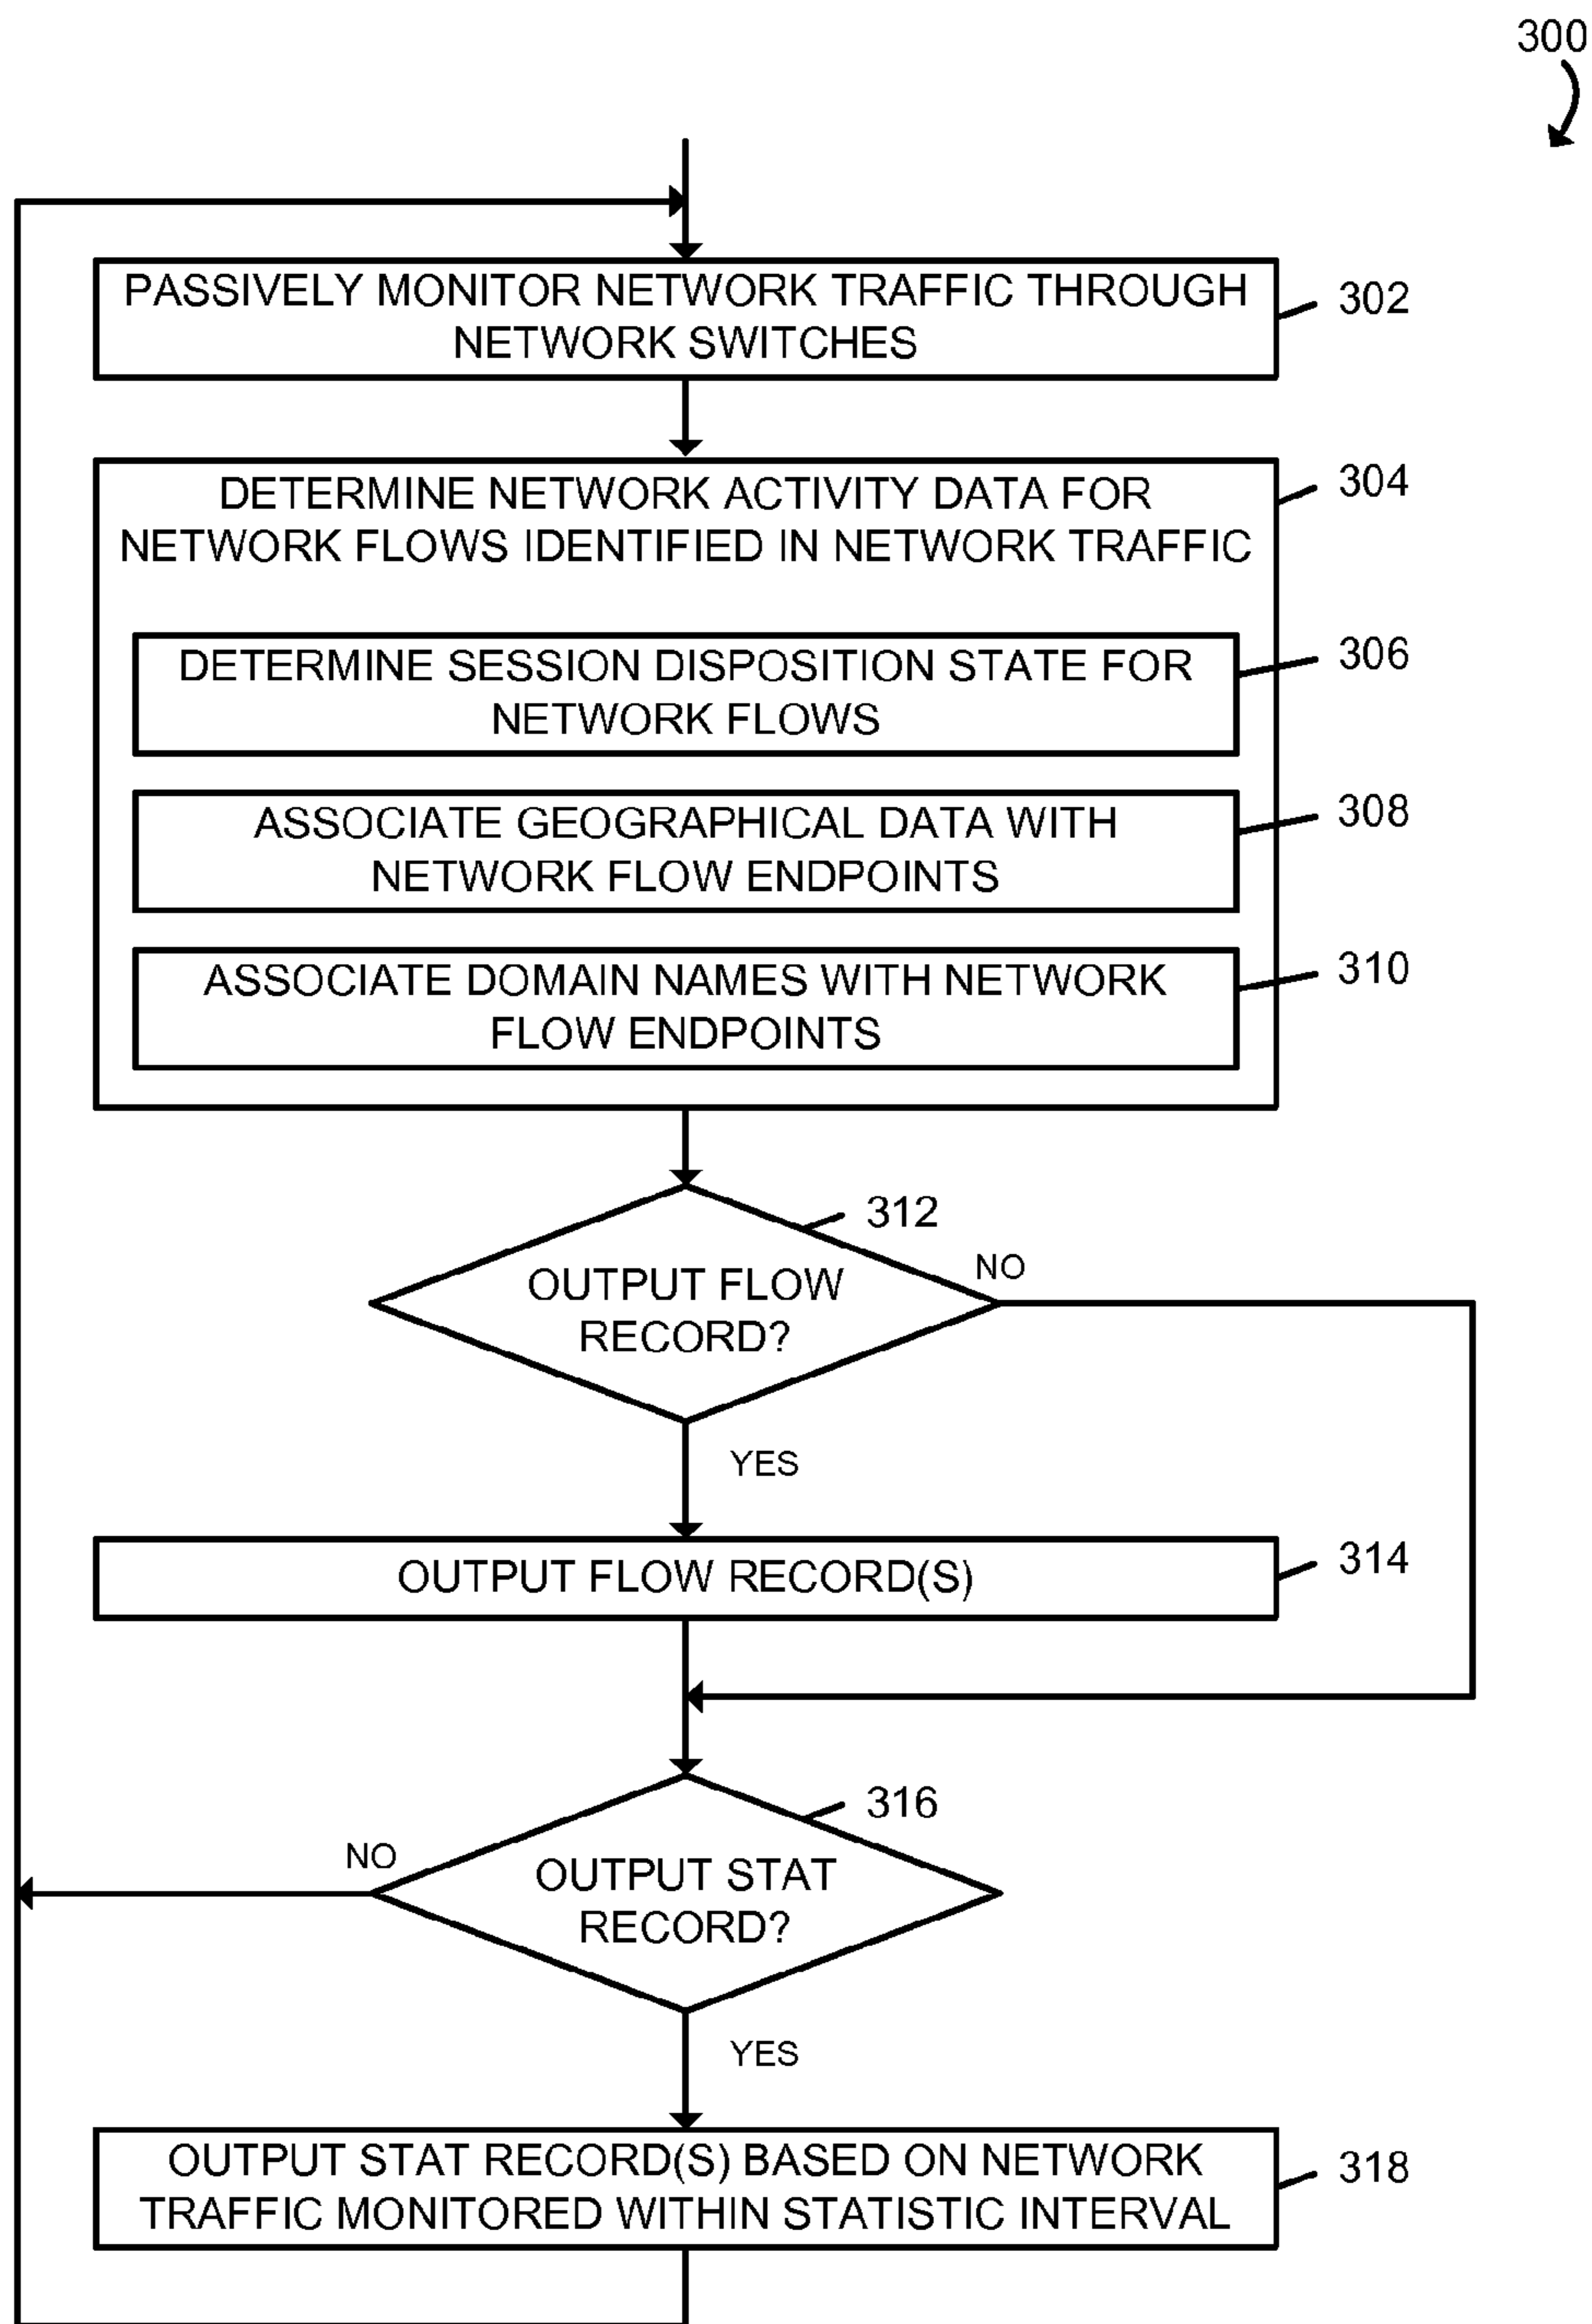 300
PASSIVELY MONITOR NETWORK TRAFFIC THROUGH
NETWORK SWITCHES
302
DETERMINE NETWORK ACTIVITY DATA FOR
NETWORK FLOWS IDENTIFIED IN NETWORK TRAFFIC
304
DETERMINE SESSION DISPOSITION STATE FOR
NETWORK FLOWS
306
ASSOCIATE GEOGRAPHICAL DATA WITH
NETWORK FLOW ENDPOINTS
308
ASSOCIATE DOMAIN NAMES WITH NETWORK
FLOW ENDPOINTS
310
312
OUTPUT FLOW
RECORD?
NO
YES
OUTPUT FLOW RECORD(S)
314
316
NO
OUTPUT STAT
RECORD?
YES
OUTPUT STAT RECORD(S) BASED ON NETWORK
TRAFFIC MONITORED WITHIN STATISTIC INTERVAL
318